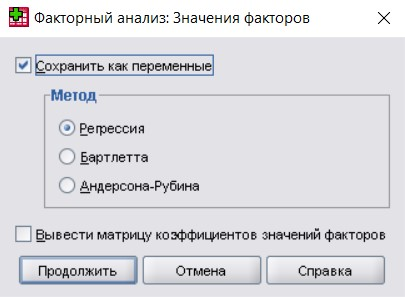 Факторный анализ: Значения факторов
Сохранить как переменные
Метод
Регрессия
Бартлетта
Андерсона-Рубина
Вывести матрицу коэффициентов значений факторов
Продолжить
Отмена
Справка